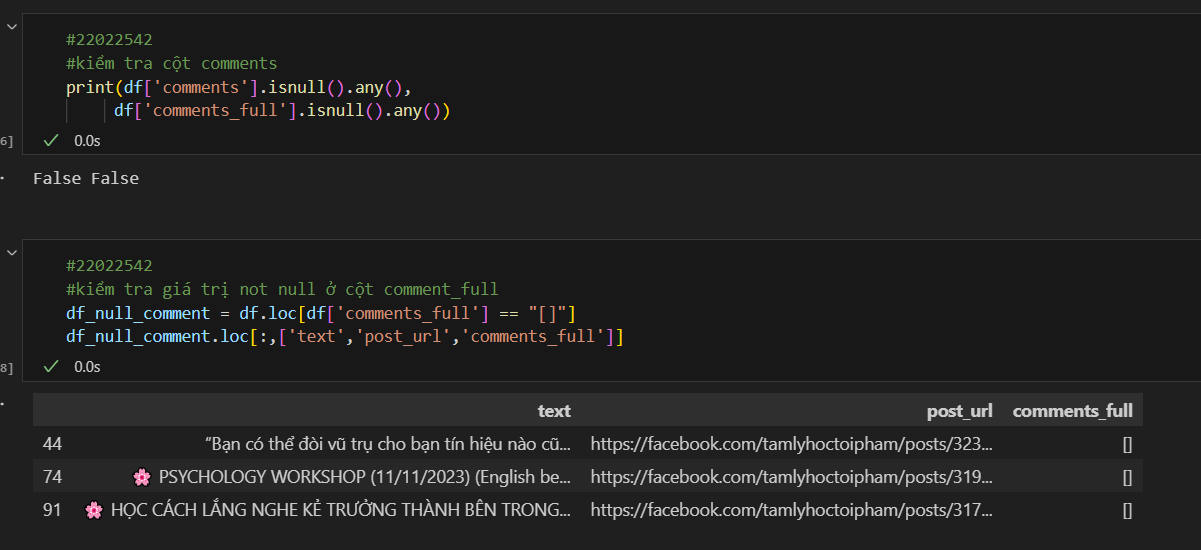 #22022542
#kiểm tra cột comments
print(df['comments'].isnull().any(),
df['comments_full'].isnull().any())
6]
0.0s
False False
#22022542
#kiểm tra giá trị not null ở cột comment_full
df_null_comment = df.loc[df['comments_full'] == "[]"]
df_null_comment.loc[:,['text','post_url','comments_full']]
8]
0.0s
text post_url comments_full
44 “Bạn có thể đòi vũ trụ cho bạn tín hiệu nào cũ... https://facebook.com/tamlyhoctoipham/posts/323... []
74 🌸 PSYCHOLOGY WORKSHOP (11/11/2023) (English be... https://facebook.com/tamlyhoctoipham/posts/319... []
91 🌸 HỌC CÁCH LẮNG NGHE KẺ TRƯỞNG THÀNH BÊN TRONG... https://facebook.com/tamlyhoctoipham/posts/317... []